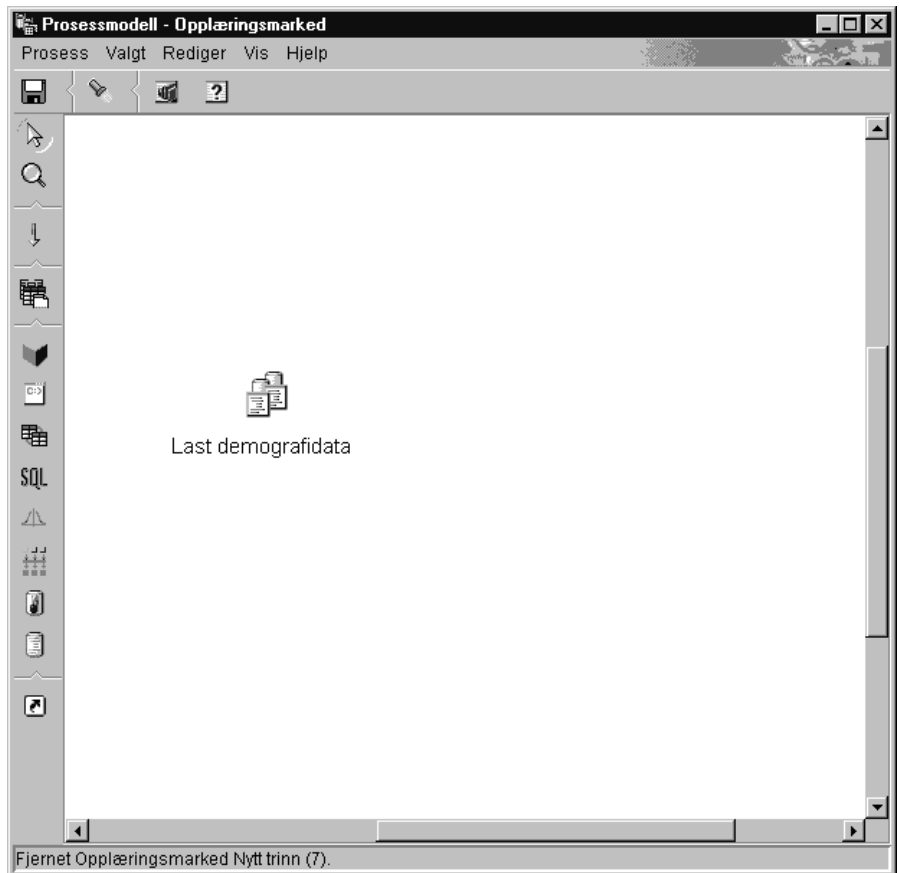 Prosessmodell - Opplæringsmarked
Prosess Valgt Rediger Vis Hjelp
?
C:>
SQL
Last demografidata
Fjernet Opplæringsmarked Nytt trinn (7).